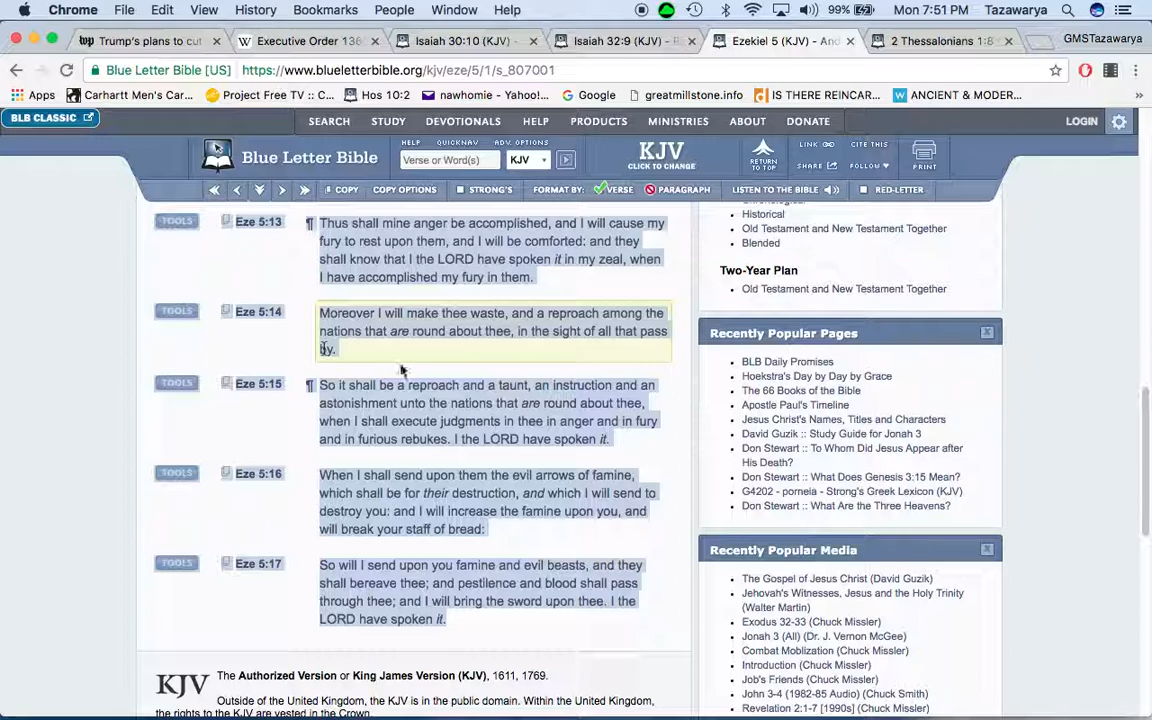 Chrome File Edit View History Bookmarks People Window Help 99% Mon 7:51 PM Tazawarya
Trump's plans to cut
Executive Order 136
Isaiah 30:10 (KJV) -
Isaiah 32:9 (KJV) - R
Ezekiel 5 (KJV) - And
2 Thessalonians 1:8
GMSTazawarya
Blue Letter Bible [US] https://www.blueletterbible.org/kjv/eze/5/1/s_807001
Apps Carhartt Men's Car... Project Free TV :: C... Hos 10:2 nawhomie - Yahoo!... Google greatmillstone.info IS THERE REINCAR... ANCIENT & MODER... »
BLB CLASSIC
SEARCH STUDY DEVOTIONALS HELP PRODUCTS MINISTRIES ABOUT DONATE LOGIN
Blue Letter Bible
HELP QUICKNAV ADV. OPTIONS
Verse or Word(s) KJV
KJV
CLICK TO CHANGE
RETURN
TO TOP
LINK CITE THIS
SHARE FOLLOW
PRINT
COPY COPY OPTIONS STRONG'S FORMAT BY: VERSE PARAGRAPH LISTEN TO THE BIBLE RED-LETTER
TOOLS Eze 5:13 ¶ Thus shall mine anger be accomplished, and I will cause my
fury to rest upon them, and I will be comforted: and they
shall know that I the LORD have spoken it in my zeal, when
I have accomplished my fury in them.
TOOLS Eze 5:14 Moreover I will make thee waste, and a reproach among the
nations that are round about thee, in the sight of all that pass
by.
TOOLS Eze 5:15 ¶ So it shall be a reproach and a taunt, an instruction and an
astonishment unto the nations that are round about thee,
when I shall execute judgments in thee in anger and in fury
and in furious rebukes. I the LORD have spoken it.
TOOLS Eze 5:16 When I shall send upon them the evil arrows of famine,
which shall be for their destruction, and which I will send to
destroy you: and I will increase the famine upon you, and
will break your staff of bread:
TOOLS Eze 5:17 So will I send upon you famine and evil beasts, and they
shall bereave thee; and pestilence and blood shall pass
through thee; and I will bring the sword upon thee. I the
LORD have spoken it.
KJV The Authorized Version or King James Version (KJV), 1611, 1769.
Outside of the United Kingdom, the KJV is in the public domain. Within the United Kingdom,
the rights to the KJV are vested in the Crown.
Chronological
Historical
Old Testament and New Testament Together
Blended
Two-Year Plan
Old Testament and New Testament Together
Recently Popular Pages
BLB Daily Promises
Hoekstra's Day by Day by Grace
The 66 Books of the Bible
Apostle Paul's Timeline
Jesus Christ's Names, Titles and Characters
David Guzik :: Study Guide for Jonah 3
Don Stewart :: To Whom Did Jesus Appear after
His Death?
Don Stewart :: What Does Genesis 3:15 Mean?
G4202 - porneia - Strong's Greek Lexicon (KJV)
Don Stewart :: What Are the Three Heavens?
Recently Popular Media
The Gospel of Jesus Christ (David Guzik)
Jehovah's Witnesses, Jesus and the Holy Trinity
(Walter Martin)
Exodus 32-33 (Chuck Missler)
Jonah 3 (All) (Dr. J. Vernon McGee)
Combat Moblization (Chuck Missler)
Introduction (Chuck Missler)
Job's Friends (Chuck Missler)
John 3-4 (1982-85 Audio) (Chuck Smith)
Revelation 2:1-7 [1990s] (Chuck Missler)